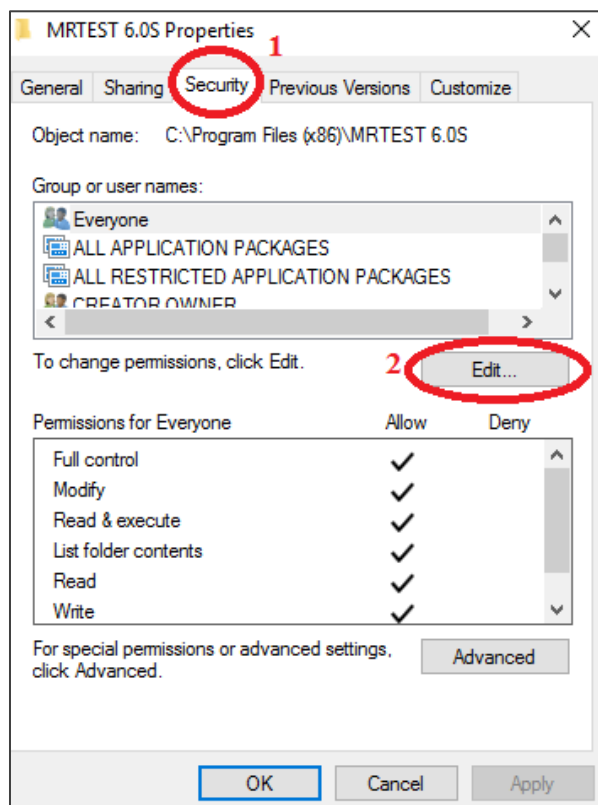 MRTEST 6.0S Properties
1
General Sharing Security Previous Versions Customize
Object name: C:\Program Files (x86)\MRTEST 6.0S
Group or user names:
Everyone
ALL APPLICATION PACKAGES
ALL RESTRICTED APPLICATION PACKAGES
CREATOR OWNER
To change permissions, click Edit.
2
Edit...
Permissions for Everyone Allow Deny
Full control
Modify
Read & execute
List folder contents
Read
Write
For special permissions or advanced settings,
click Advanced.
Advanced
OK Cancel Apply